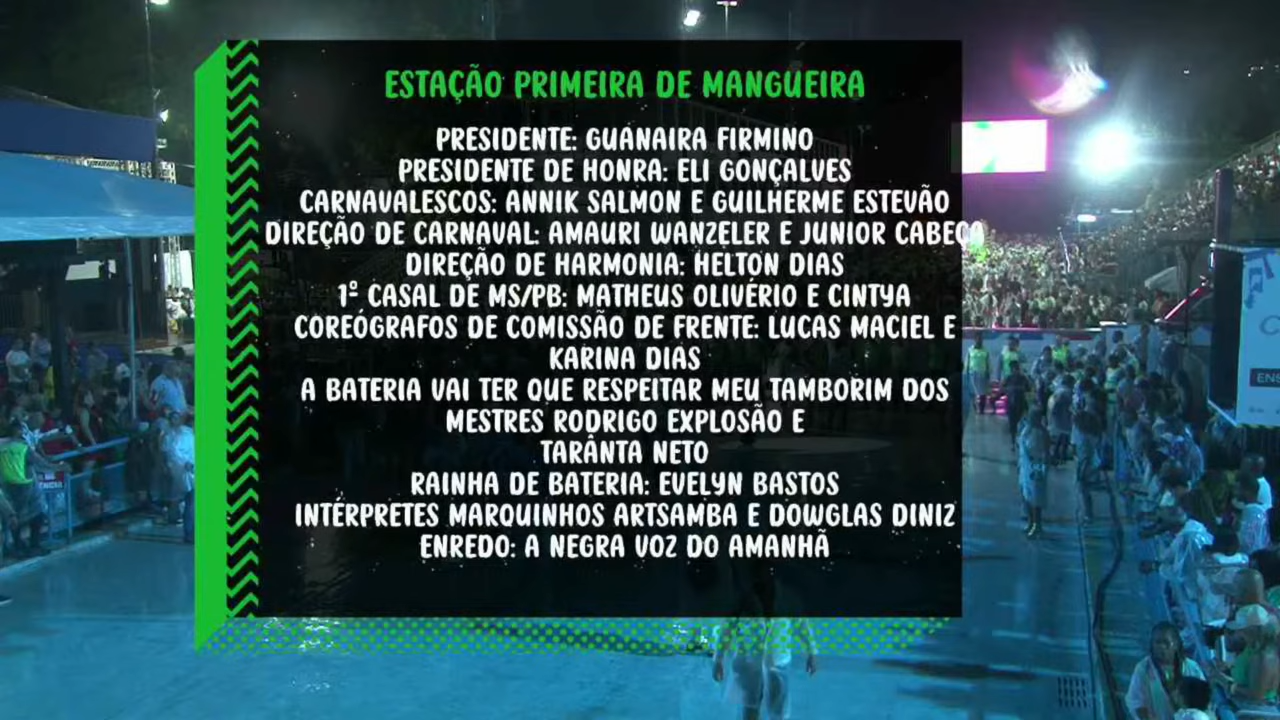 ESTAÇÃO PRIMEIRA DE MANGUEIRA
PRESIDENTE: GUANAIRA FIRMINO
PRESIDENTE DE HONRA: ELI GONÇALVES
CARNAVALESCOS: ANNIK SALMON E GUILHERME ESTEVÃO
DIREÇÃO DE CARNAVAL: AMAURI WANZELER E JUNIOR CABEÇA
DIREÇÃO DE HARMONIA: HELTON DIAS
1º CASAL DE MS/PB: MATHEUS OLIVÉRIO E CINTYA
COREÓGRAFOS DE COMISSÃO DE FRENTE: LUCAS MACIEL E
KARINA DIAS
A BATERIA VAI TER QUE RESPEITAR MEU TAMBORIM DOS
MESTRES RODRIGO EXPLOSÃO E
TARANTA NETO
RAINHA DE BATERIA: EVELYN BASTOS
INTÉRPRETES MARQUINHOS ARTSAMBA E DOWGLAS DINIZ
ENREDO: A NEGRA VOZ DO AMANHÃ